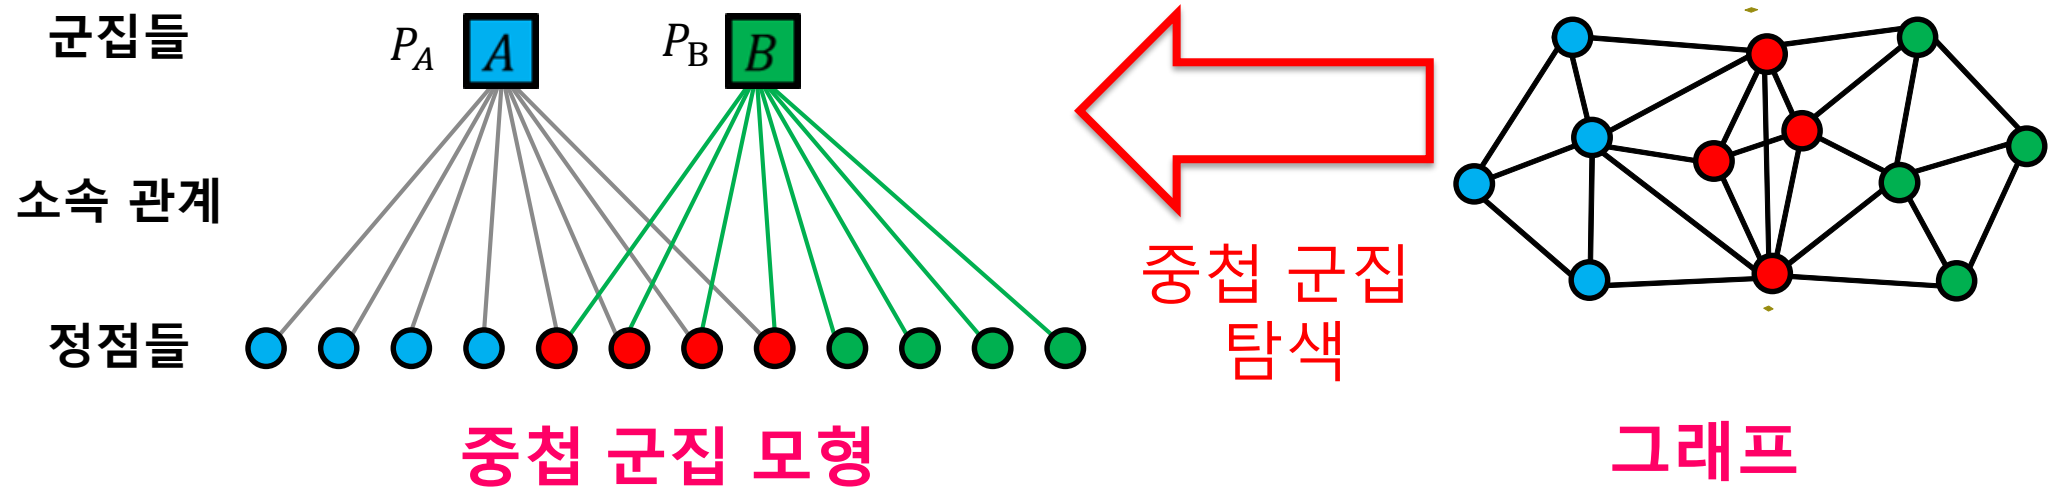 군집들
P_A
A
P_B
B
소속 관계
정점들
중첩 군집
탐색
중첩 군집 모형
그래프